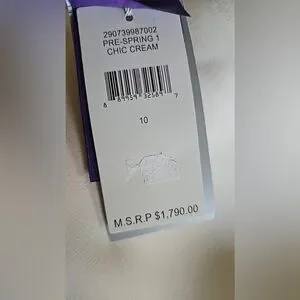 290739987002
PRE-SPRING 1
CHIC CREAM
10
M.S.R.P $1,790.00